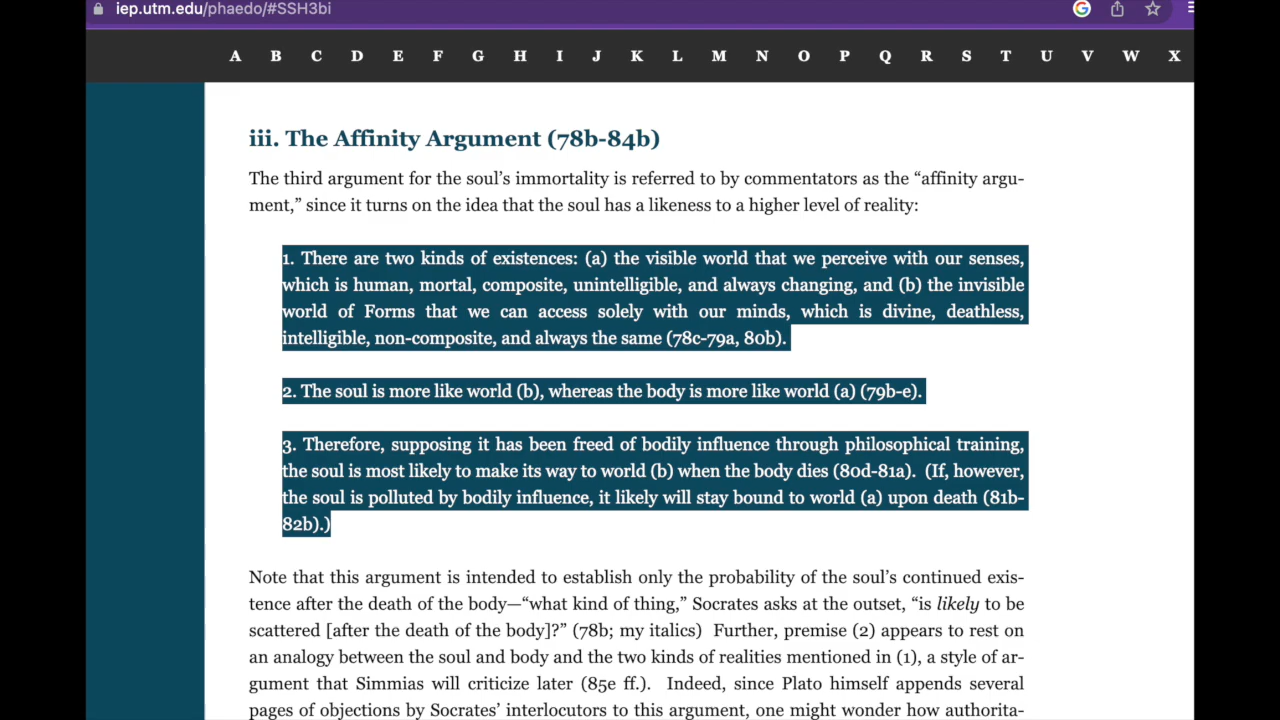 iep.utm.edu/phaedo/#SSH3bi
A B C D E F G H I J K L M N O P Q R S T U V W X
iii. The Affinity Argument (78b-84b)
The third argument for the soul’s immortality is referred to by commentators as the “affinity argu-
ment,” since it turns on the idea that the soul has a likeness to a higher level of reality:
1. There are two kinds of existences: (a) the visible world that we perceive with our senses,
which is human, mortal, composite, unintelligible, and always changing, and (b) the invisible
world of Forms that we can access solely with our minds, which is divine, deathless,
intelligible, non-composite, and always the same (78c-79a, 80b).
2. The soul is more like world (b), whereas the body is more like world (a) (79b-e).
3. Therefore, supposing it has been freed of bodily influence through philosophical training,
the soul is most likely to make its way to world (b) when the body dies (80d-81a). (If, however,
the soul is polluted by bodily influence, it likely will stay bound to world (a) upon death (81b-
82b).)
Note that this argument is intended to establish only the probability of the soul’s continued exis-
tence after the death of the body—“what kind of thing,” Socrates asks at the outset, “is likely to be
scattered [after the death of the body]?” (78b; my italics) Further, premise (2) appears to rest on
an analogy between the soul and body and the two kinds of realities mentioned in (1), a style of ar-
gument that Simmias will criticize later (85e ff.). Indeed, since Plato himself appends several
pages of objections by Socrates’ interlocutors to this argument, one might wonder how authorita-